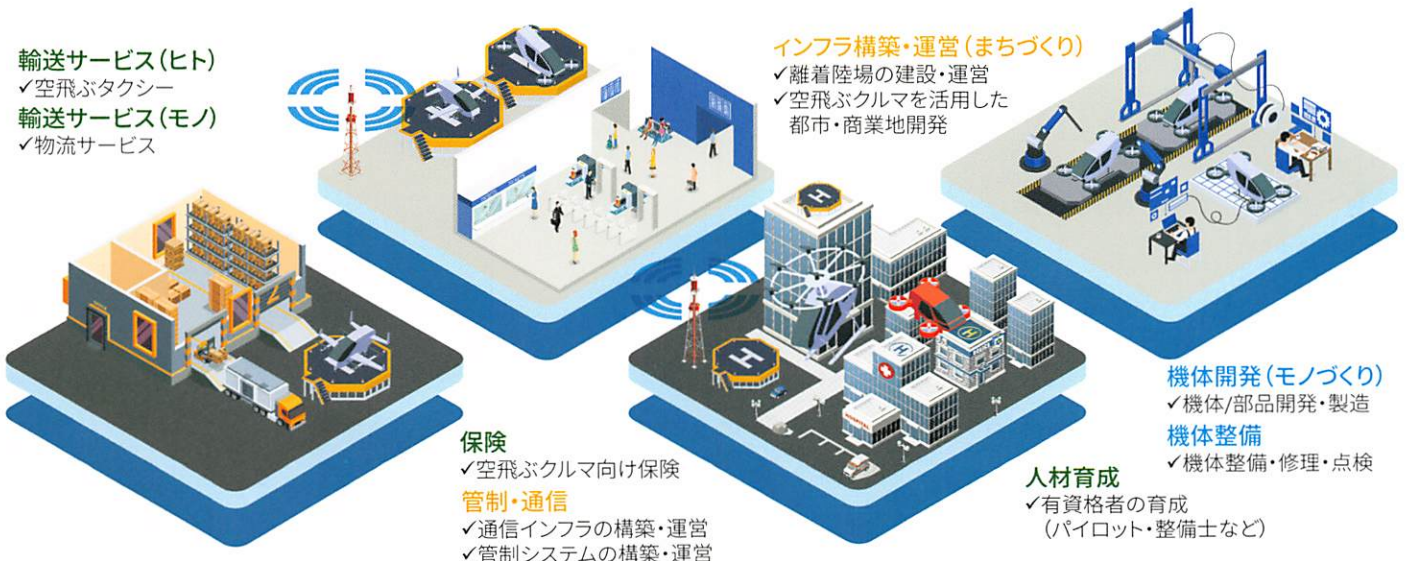 輸送サービス(ヒト)
✓空飛ぶタクシー
輸送サービス(モノ)
✓物流サービス
インフラ構築・運営(まちづくり)
✓離着陸場の建設・運営
✓空飛ぶクルマを活用した
都市・商業地開発
機体開発(モノづくり)
✓機体/部品開発・製造
機体整備
✓機体整備・修理・点検
保険
✓空飛ぶクルマ向け保険
管制・通信
✓通信インフラの構築・運営
✓管制システムの構築・運営
人材育成
✓有資格者の育成
(パイロット・整備士など)
H
H
H
H
HOSPITAL